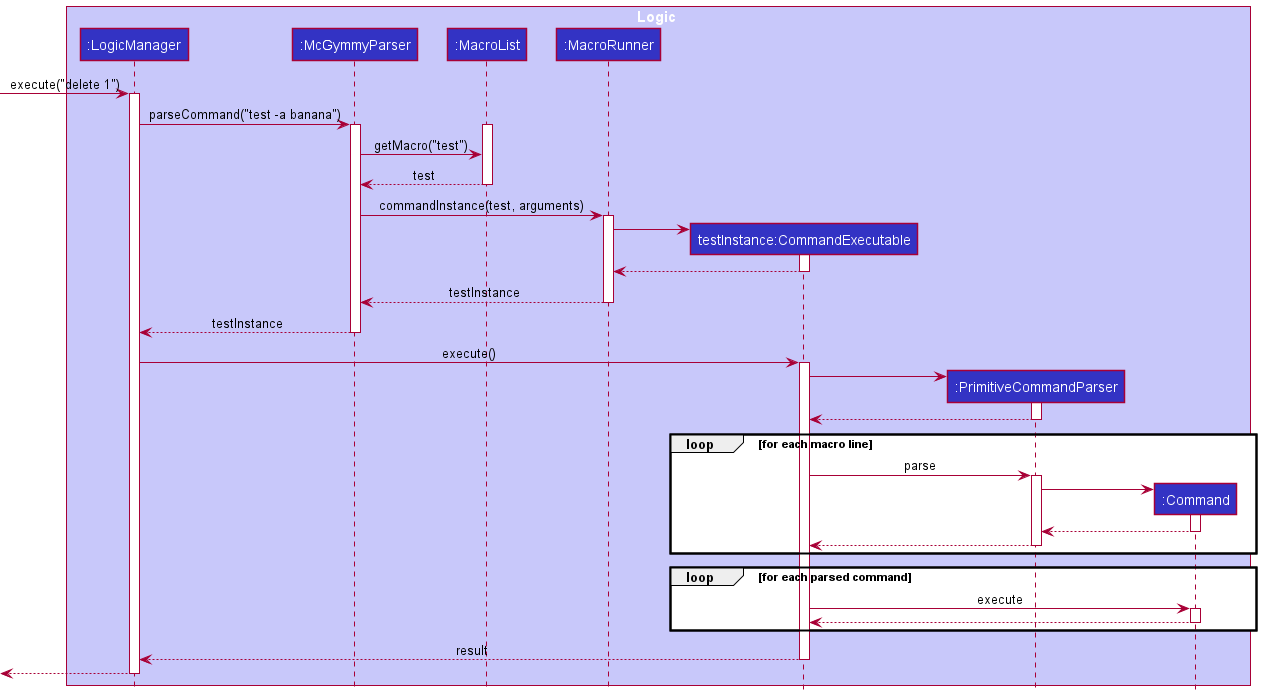 Logic
:LogicManager
:McGymmyParser
:MacroList
:MacroRunner
execute("delete 1")
parseCommand("test -a banana")
getMacro("test")
test
commandInstance(test, arguments)
testInstance:CommandExecutable
testInstance
testInstance
execute()
:PrimitiveCommandParser
loop [for each macro line]
parse
:Command
loop [for each parsed command]
execute
result